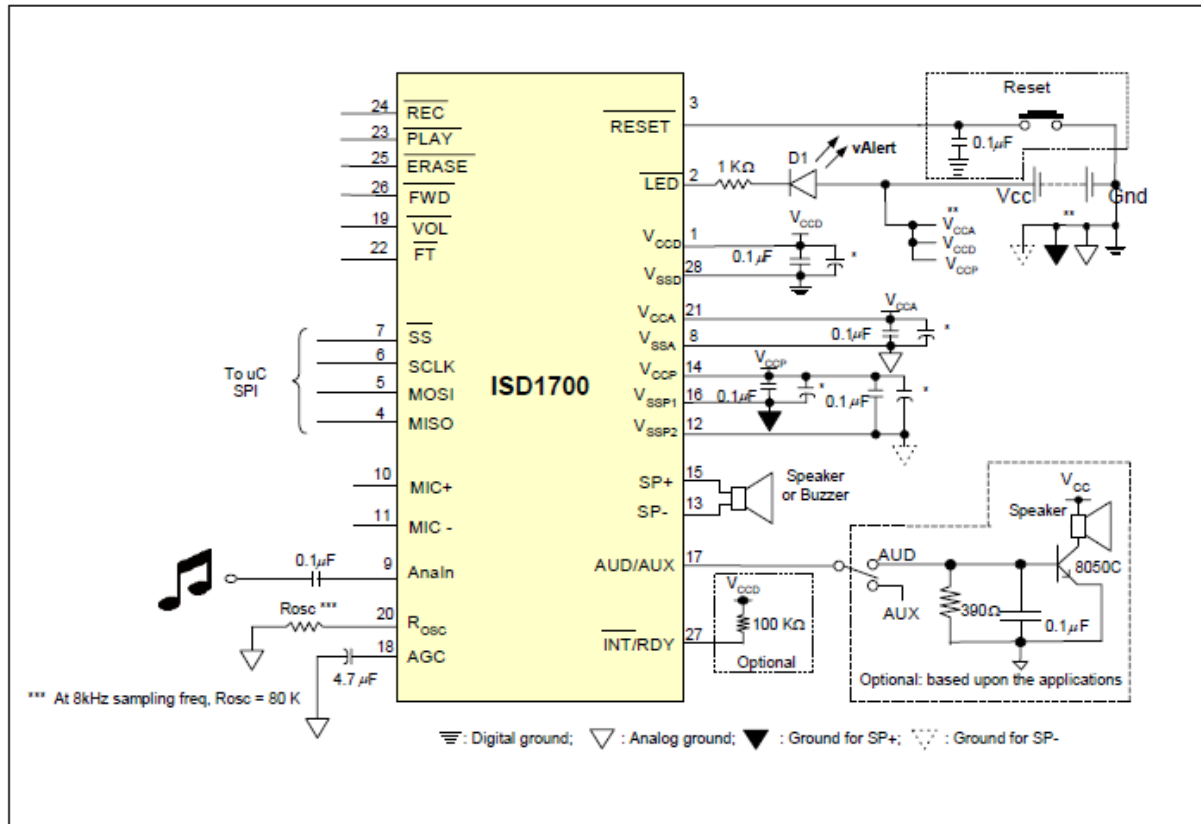 24 REC
23 PLAY
25 ERASE
26 FWD
19 VOL
22 FT
7 SS
6 SCLK
5 MOSI
4 MISO
To uC
SPI
10 MIC+
11 MIC -
0.1µF
9 AnaIn
Rosc ***
20 ROSC
18 AGC
4.7 µF
*** At 8kHz sampling freq, Rosc = 80 K
ISD1700
RESET 3
Reset
0.1µF
LED 2
1 KΩ
D1
vAlert
Vcc
Gnd
**
VCCA
VCCD
VCCP
**
VCCD 1
VCCD
0.1µF
*
VSSD 28
VCCA 21
VCCA
0.1µF
*
VSSA 8
VCCP 14
VCCP
0.1µF
*
0.1µF
*
VSSP1 16
VSSP2 12
SP+ 15
SP- 13
Speaker
or Buzzer
AUD/AUX 17
AUD
AUX
390Ω
0.1µF
VCC
Speaker
8050C
Optional: based upon the applications
INT/RDY 27
VCCD
100 KΩ
Optional
: Digital ground; : Analog ground; : Ground for SP+; : Ground for SP-